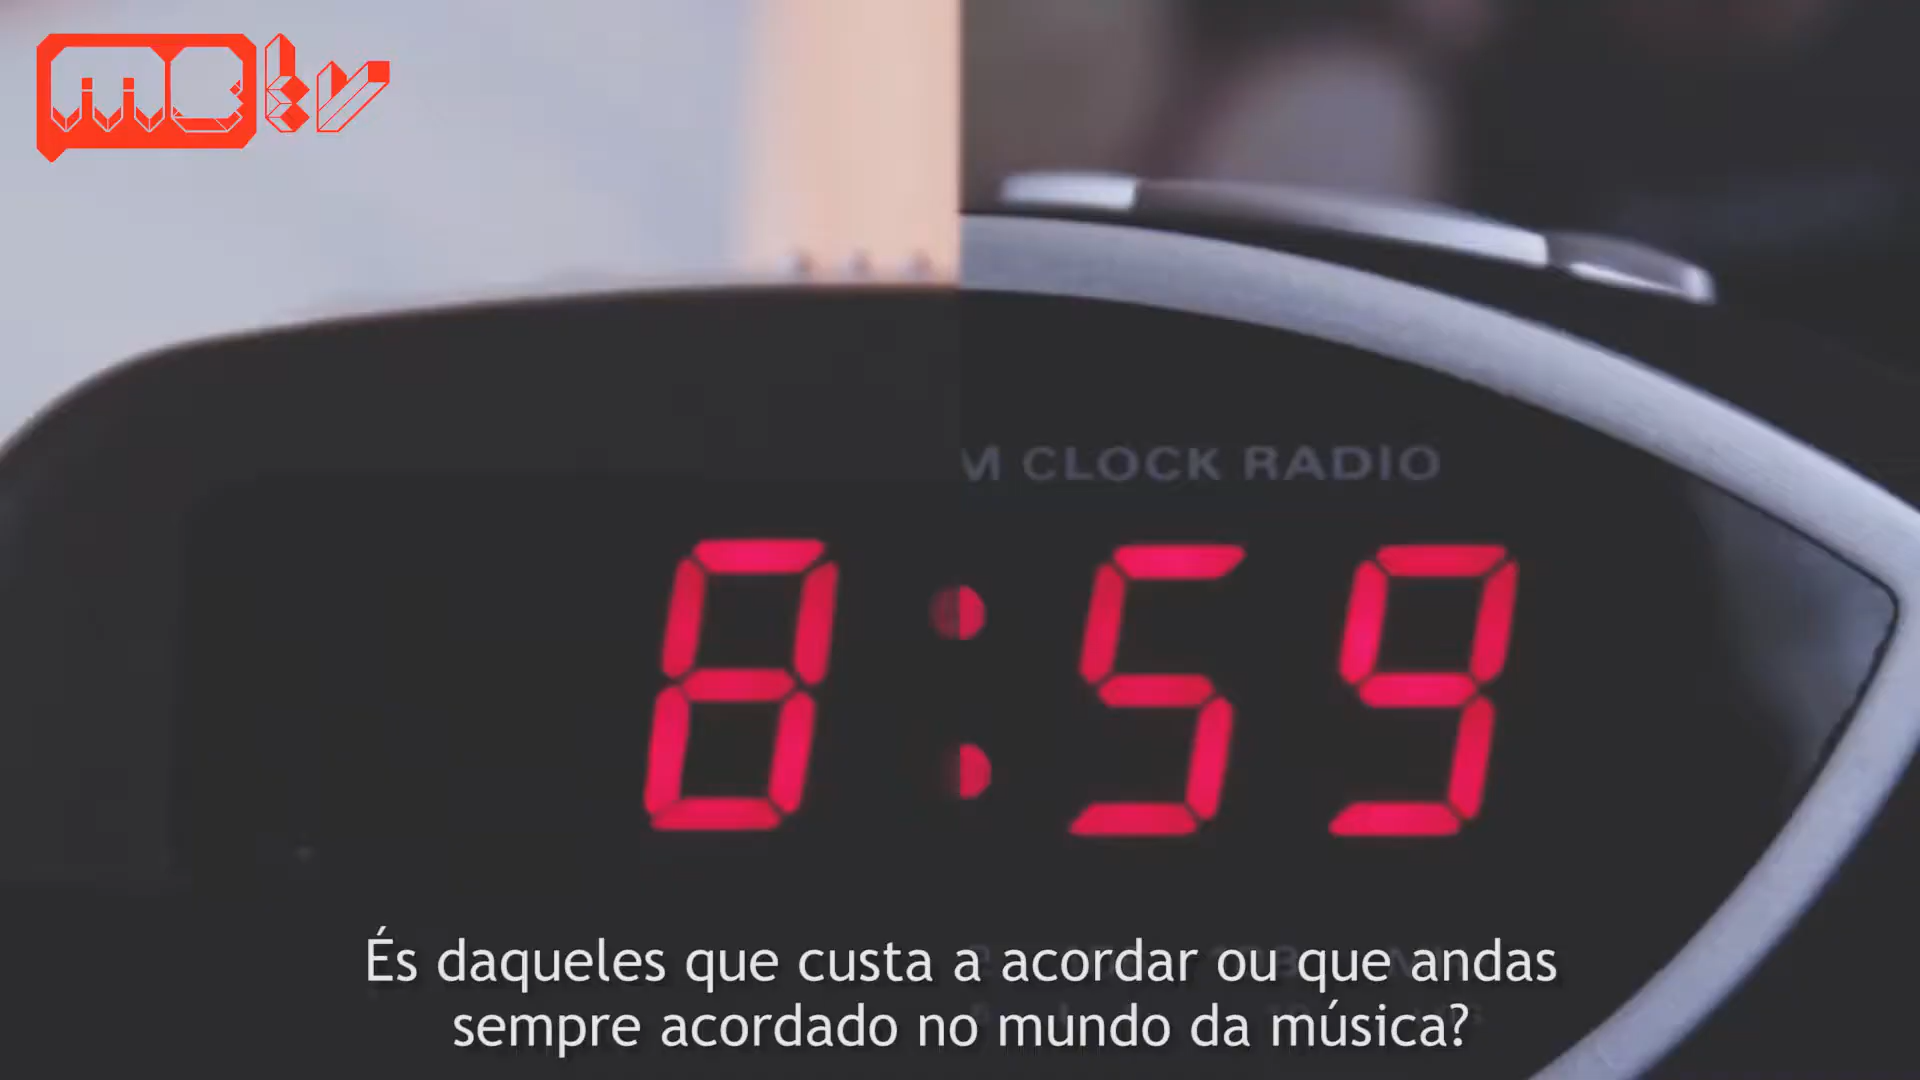 M CLOCK RADIO
8:59
És daqueles que custa a acordar ou que andas
sempre acordado no mundo da música?